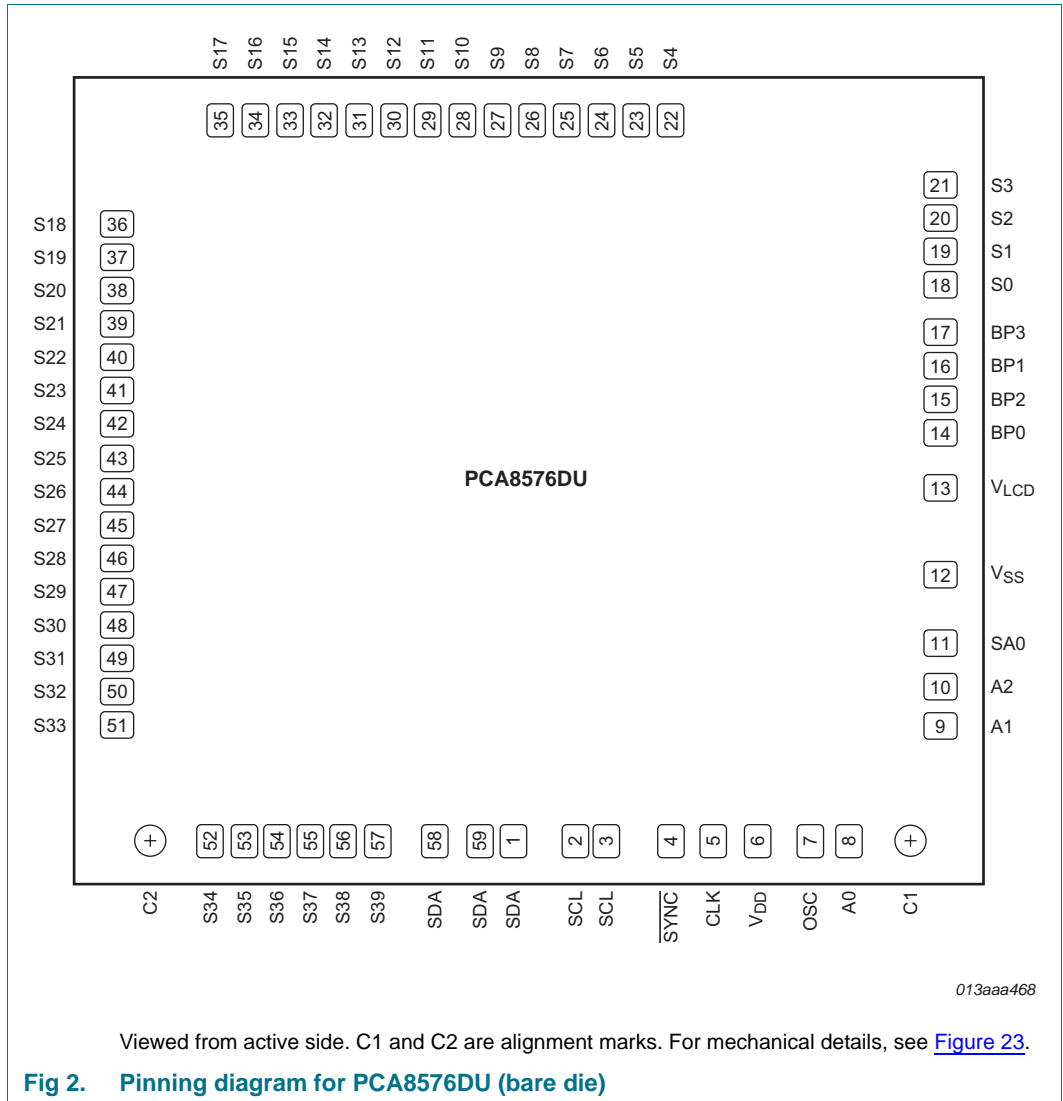 S17 S16 S15 S14 S13 S12 S11 S10 S9 S8 S7 S6 S5 S4
35 34 33 32 31 30 29 28 27 26 25 24 23 22
21 S3
S18 36 20 S2
S19 37 19 S1
S20 38 18 S0
S21 39 17 BP3
S22 40 16 BP1
S23 41 15 BP2
S24 42 14 BP0
S25 43
S26 44 PCA8576DU 13 VLCD
S27 45
S28 46 12 VSS
S29 47
S30 48 11 SA0
S31 49
S32 50 10 A2
S33 51 9 A1
52 53 54 55 56 57 58 59 1 2 3 4 5 6 7 8
C2 S34 S35 S36 S37 S38 S39 SDA SDA SDA SCL SCL SYNC CLK VDD OSC A0 C1
013aaa468
Viewed from active side. C1 and C2 are alignment marks. For mechanical details, see Figure 23.
Fig 2. Pinning diagram for PCA8576DU (bare die)